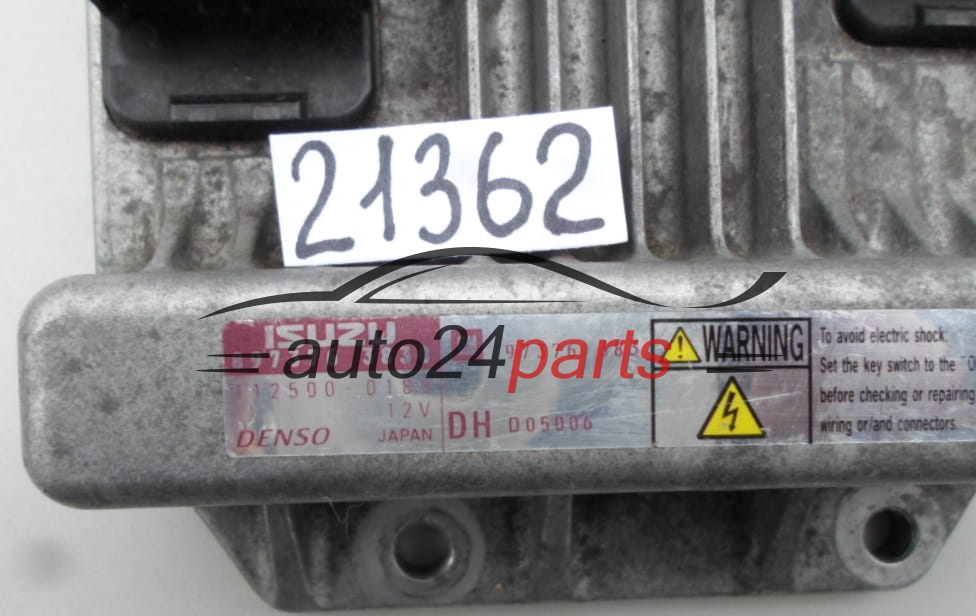 21362
ISUZU
auto24parts
112500
12V
DENSO JAPAN
DH D05006
WARNING
To avoid electric shock.
Set the key switch to the
before checking or repairing
wiring or/and connectors.